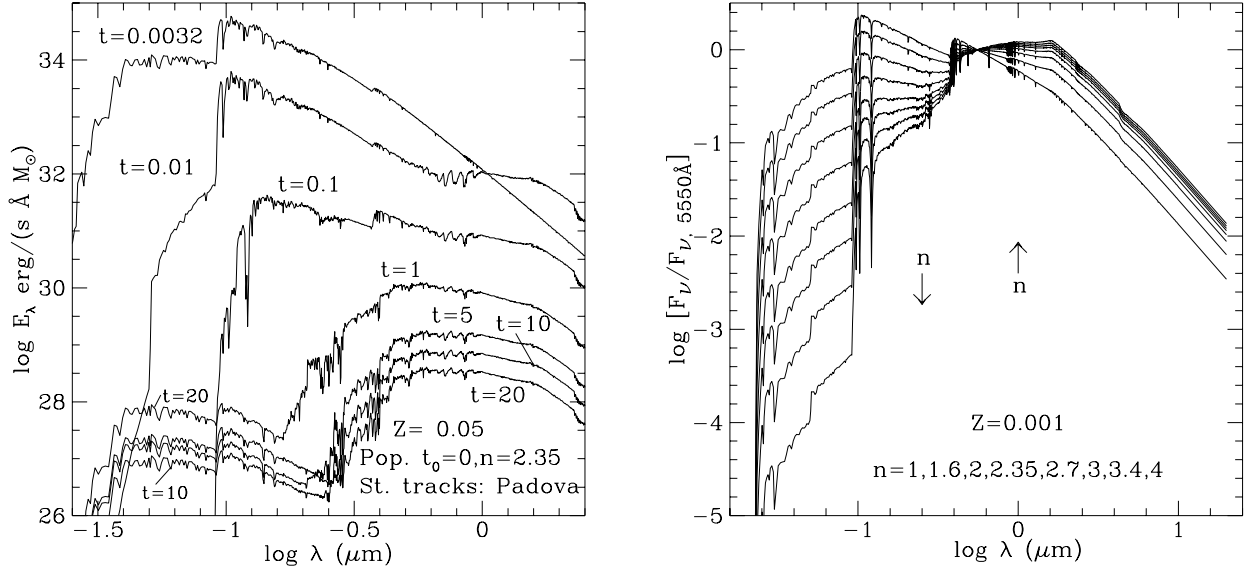 t=0.0032
t=0.01
t=0.1
t=1
t=5
t=10
t=20
t=20
t=10
Z= 0.05
Pop. t₀=0,n=2.35
St. tracks: Padova
34
32
30
28
26
−1.5
−1
−0.5
0
log λ (μm)
log E_λ erg/(s Å M_⊙)
0
−1
−2
−3
−4
−5
−1
0
1
log λ (μm)
log [F_ν/F_ν, 5550Å]
n
n
Z=0.001
n=1,1.6,2,2.35,2.7,3,3.4,4